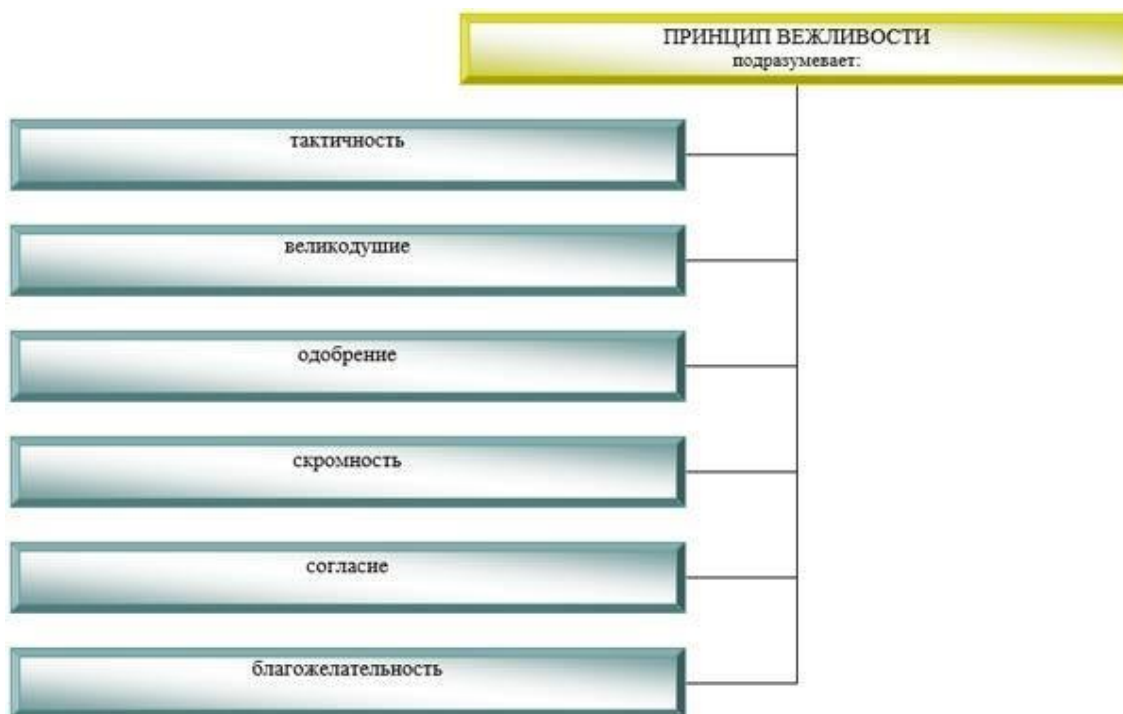 ПРИНЦИП ВЕЖЛИВОСТИ
подразумевает:
тактичность
великодушие
одобрение
скромность
согласие
благожелательность